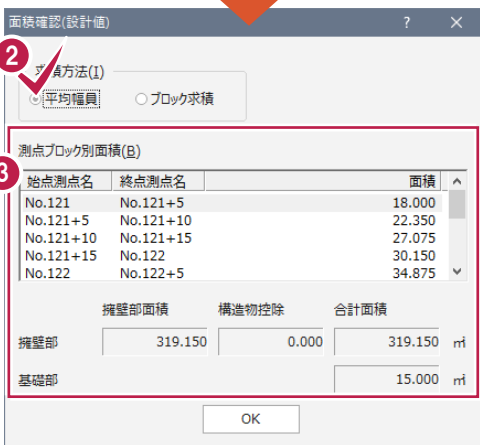 面積確認(設計値) ? ×
2
求積方法(I)
平均幅員 ブロック求積
3
測点ブロック別面積(B)
始点測点名 終点測点名 面積
No.121 No.121+5 18.000
No.121+5 No.121+10 22.350
No.121+10 No.121+15 27.075
No.121+15 No.122 30.150
No.122 No.122+5 34.875
擁壁部面積 構造物控除 合計面積
擁壁部 319.150 0.000 319.150 ㎡
基礎部 15.000 ㎡
OK